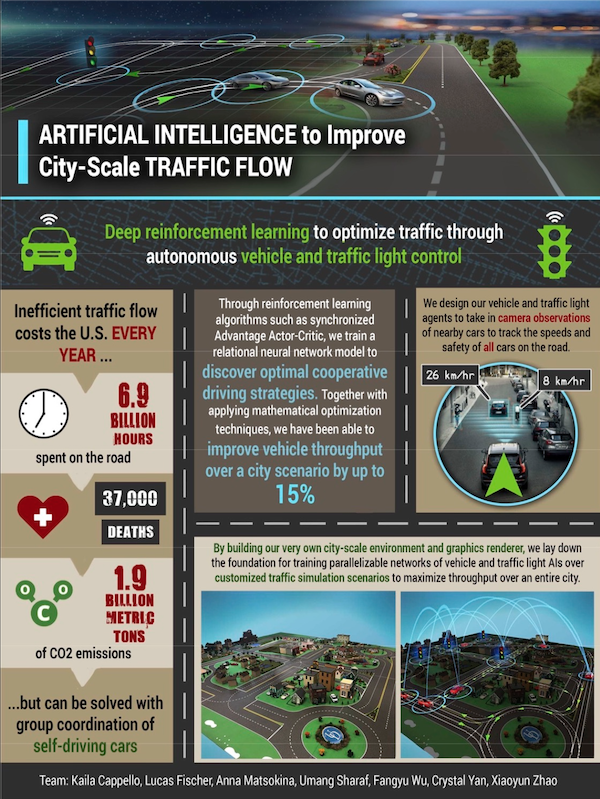 ARTIFICIAL INTELLIGENCE to Improve
City-Scale TRAFFIC FLOW
Deep reinforcement learning to optimize traffic through
autonomous vehicle and traffic light control
Inefficient traffic flow
costs the U.S. EVERY
YEAR ...
6.9
BILLION
HOURS
spent on the road
37,000
DEATHS
O C O
1.9
BILLION
METRIC
TONS
of CO2 emissions
...but can be solved with
group coordination of
self-driving cars
Through reinforcement learning
algorithms such as synchronized
Advantage Actor-Critic, we train a
relational neural network model to
discover optimal cooperative
driving strategies. Together with
applying mathematical optimization
techniques, we have been able to
improve vehicle throughput
over a city scenario by up to
15%
We design our vehicle and traffic light
agents to take in camera observations
of nearby cars to track the speeds and
safety of all cars on the road.
26 km/hr
8 km/hr
By building our very own city-scale environment and graphics renderer, we lay down
the foundation for training parallelizable networks of vehicle and traffic light AIs over
customized traffic simulation scenarios to maximize throughput over an entire city.
Team: Kaila Cappello, Lucas Fischer, Anna Matsokina, Umang Sharaf, Fangyu Wu, Crystal Yan, Xiaoyun Zhao